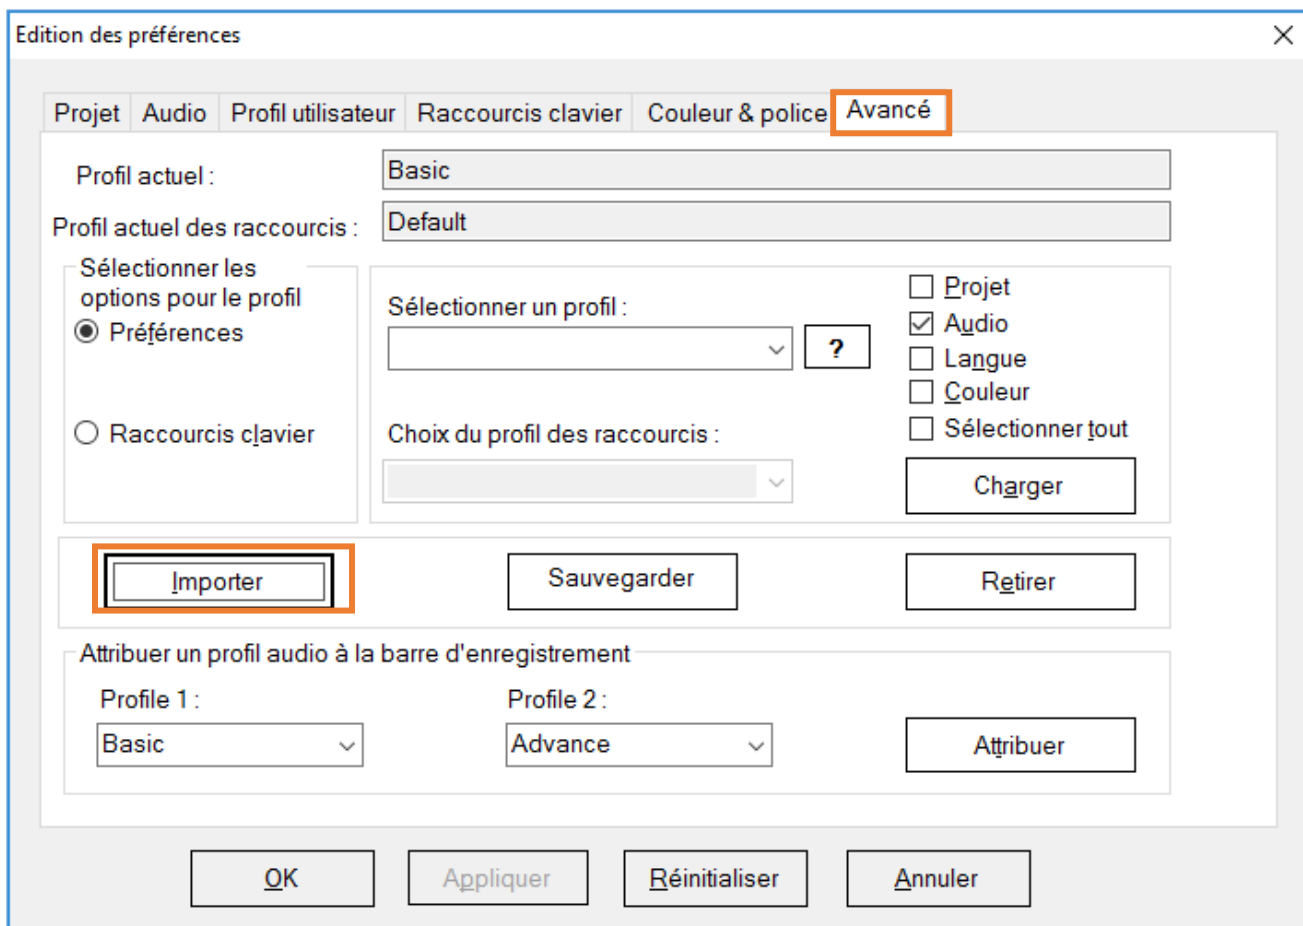 Edition des préférences
Projet Audio Profil utilisateur Raccourcis clavier Couleur & police Avancé
Profil actuel : Basic
Profil actuel des raccourcis : Default
Sélectionner les
options pour le profil
Préférences
Raccourcis clavier
Sélectionner un profil :
?
Choix du profil des raccourcis :
Projet
Audio
Langue
Couleur
Sélectionner tout
Charger
Importer Sauvegarder Retirer
Attribuer un profil audio à la barre d'enregistrement
Profile 1 : Profile 2 :
Basic Advance Attribuer
OK Appliquer Réinitialiser Annuler